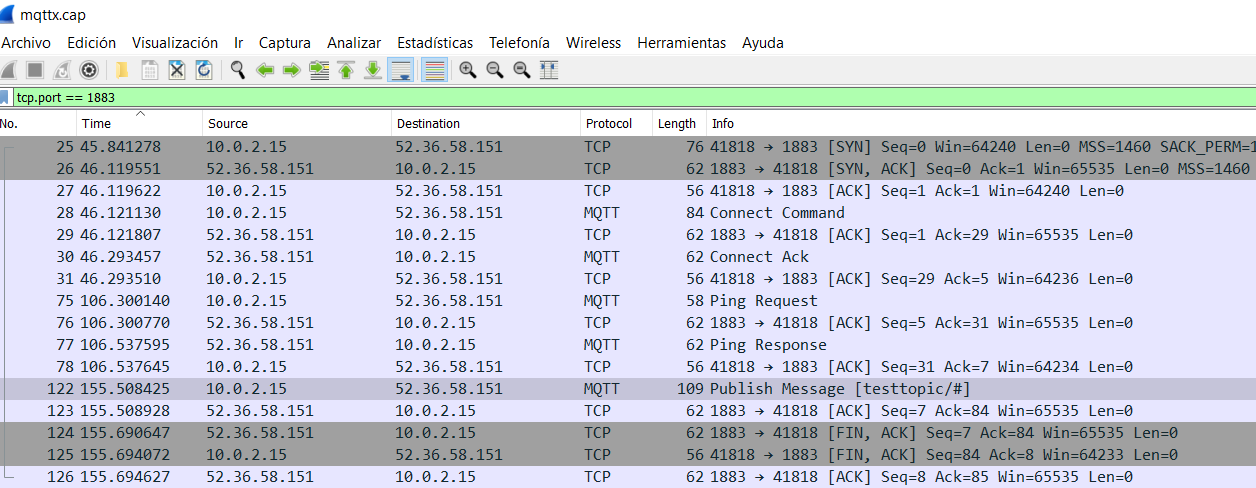 mqttx.cap
Archivo Edición Visualización Ir Captura Analizar Estadísticas Telefonía Wireless Herramientas Ayuda
tcp.port == 1883
No. Time Source Destination Protocol Length Info
25 45.841278 10.0.2.15 52.36.58.151 TCP 76 41818 → 1883 [SYN] Seq=0 Win=64240 Len=0 MSS=1460 SACK_PERM=1
26 46.119551 52.36.58.151 10.0.2.15 TCP 62 1883 → 41818 [SYN, ACK] Seq=0 Ack=1 Win=65535 Len=0 MSS=1460
27 46.119622 10.0.2.15 52.36.58.151 TCP 56 41818 → 1883 [ACK] Seq=1 Ack=1 Win=64240 Len=0
28 46.121130 10.0.2.15 52.36.58.151 MQTT 84 Connect Command
29 46.121807 52.36.58.151 10.0.2.15 TCP 62 1883 → 41818 [ACK] Seq=1 Ack=29 Win=65535 Len=0
30 46.293457 52.36.58.151 10.0.2.15 MQTT 62 Connect Ack
31 46.293510 10.0.2.15 52.36.58.151 TCP 56 41818 → 1883 [ACK] Seq=29 Ack=5 Win=64236 Len=0
75 106.300140 10.0.2.15 52.36.58.151 MQTT 58 Ping Request
76 106.300770 52.36.58.151 10.0.2.15 TCP 62 1883 → 41818 [ACK] Seq=5 Ack=31 Win=65535 Len=0
77 106.537595 52.36.58.151 10.0.2.15 MQTT 62 Ping Response
78 106.537645 10.0.2.15 52.36.58.151 TCP 56 41818 → 1883 [ACK] Seq=31 Ack=7 Win=64234 Len=0
122 155.508425 10.0.2.15 52.36.58.151 MQTT 109 Publish Message [testtopic/#]
123 155.508928 52.36.58.151 10.0.2.15 TCP 62 1883 → 41818 [ACK] Seq=7 Ack=84 Win=65535 Len=0
124 155.690647 52.36.58.151 10.0.2.15 TCP 62 1883 → 41818 [FIN, ACK] Seq=7 Ack=84 Win=65535 Len=0
125 155.694072 10.0.2.15 52.36.58.151 TCP 56 41818 → 1883 [FIN, ACK] Seq=84 Ack=8 Win=64233 Len=0
126 155.694627 52.36.58.151 10.0.2.15 TCP 62 1883 → 41818 [ACK] Seq=8 Ack=85 Win=65535 Len=0